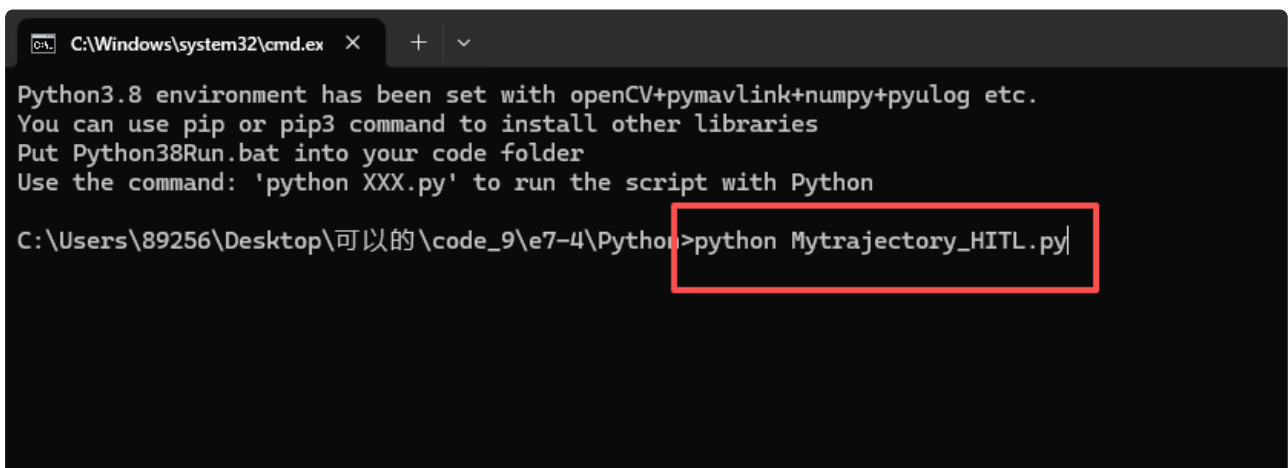 C:\Windows\system32\cmd.ex
Python3.8 environment has been set with openCV+pymavlink+numpy+pyulog etc.
You can use pip or pip3 command to install other libraries
Put Python38Run.bat into your code folder
Use the command: 'python XXX.py' to run the script with Python
C:\Users\89256\Desktop\可以的\code_9\e7-4\Python>python Mytrajectory_HITL.py